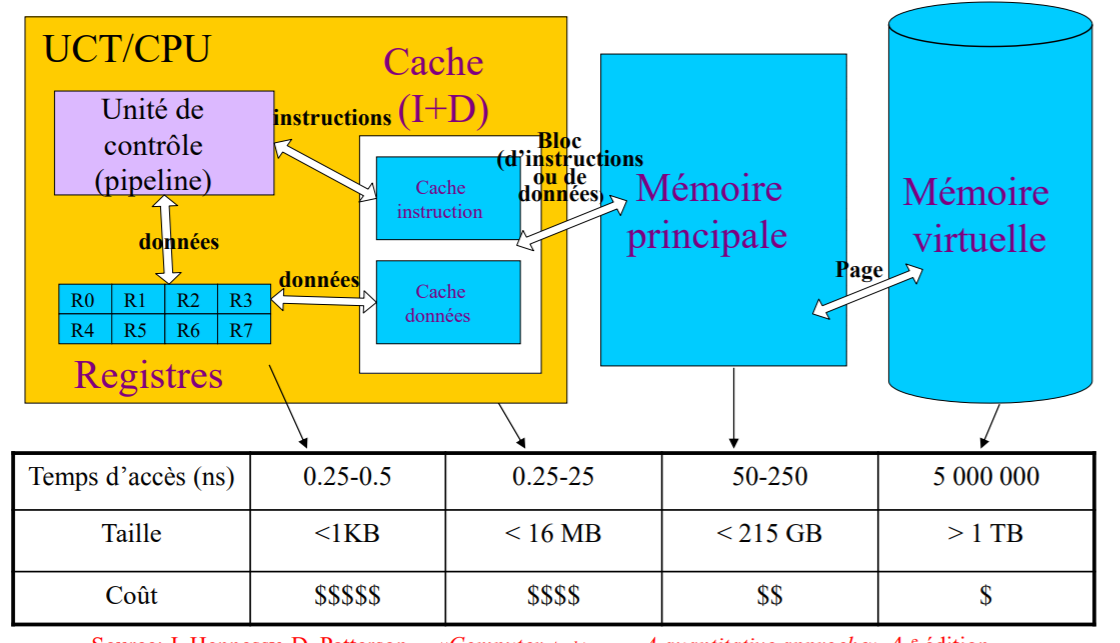 UCT/CPU
Cache
(I+D)
Unité de
contrôle
(pipeline)
instructions
Cache
instruction
Bloc
(d’instructions
ou de
données)
Mémoire
principale
Mémoire
virtuelle
données
données
Cache
données
Page
R0 R1 R2 R3
R4 R5 R6 R7
Registres
Temps d’accès (ns) 0.25-0.5 0.25-25 50-250 5 000 000
Taille <1KB < 16 MB < 215 GB > 1 TB
Coût $$$$$ $$$$ $$ $